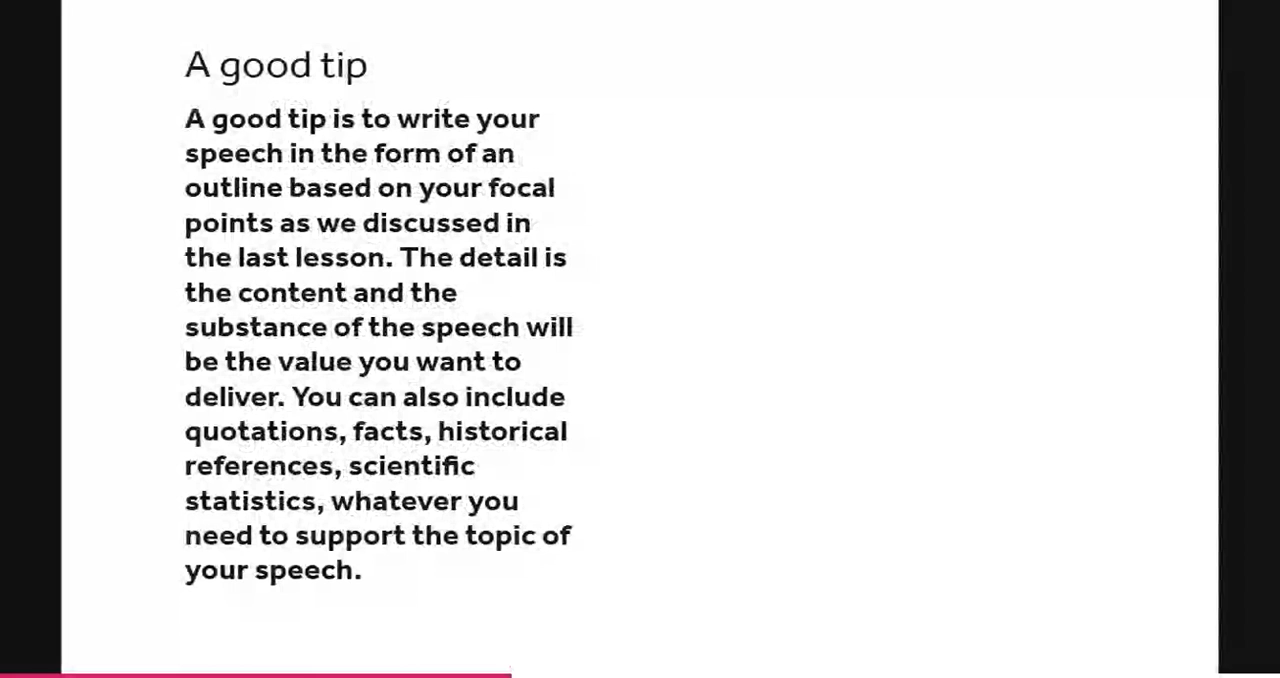 A good tip
A good tip is to write your
speech in the form of an
outline based on your focal
points as we discussed in
the last lesson. The detail is
the content and the
substance of the speech will
be the value you want to
deliver. You can also include
quotations, facts, historical
references, scientific
statistics, whatever you
need to support the topic of
your speech.